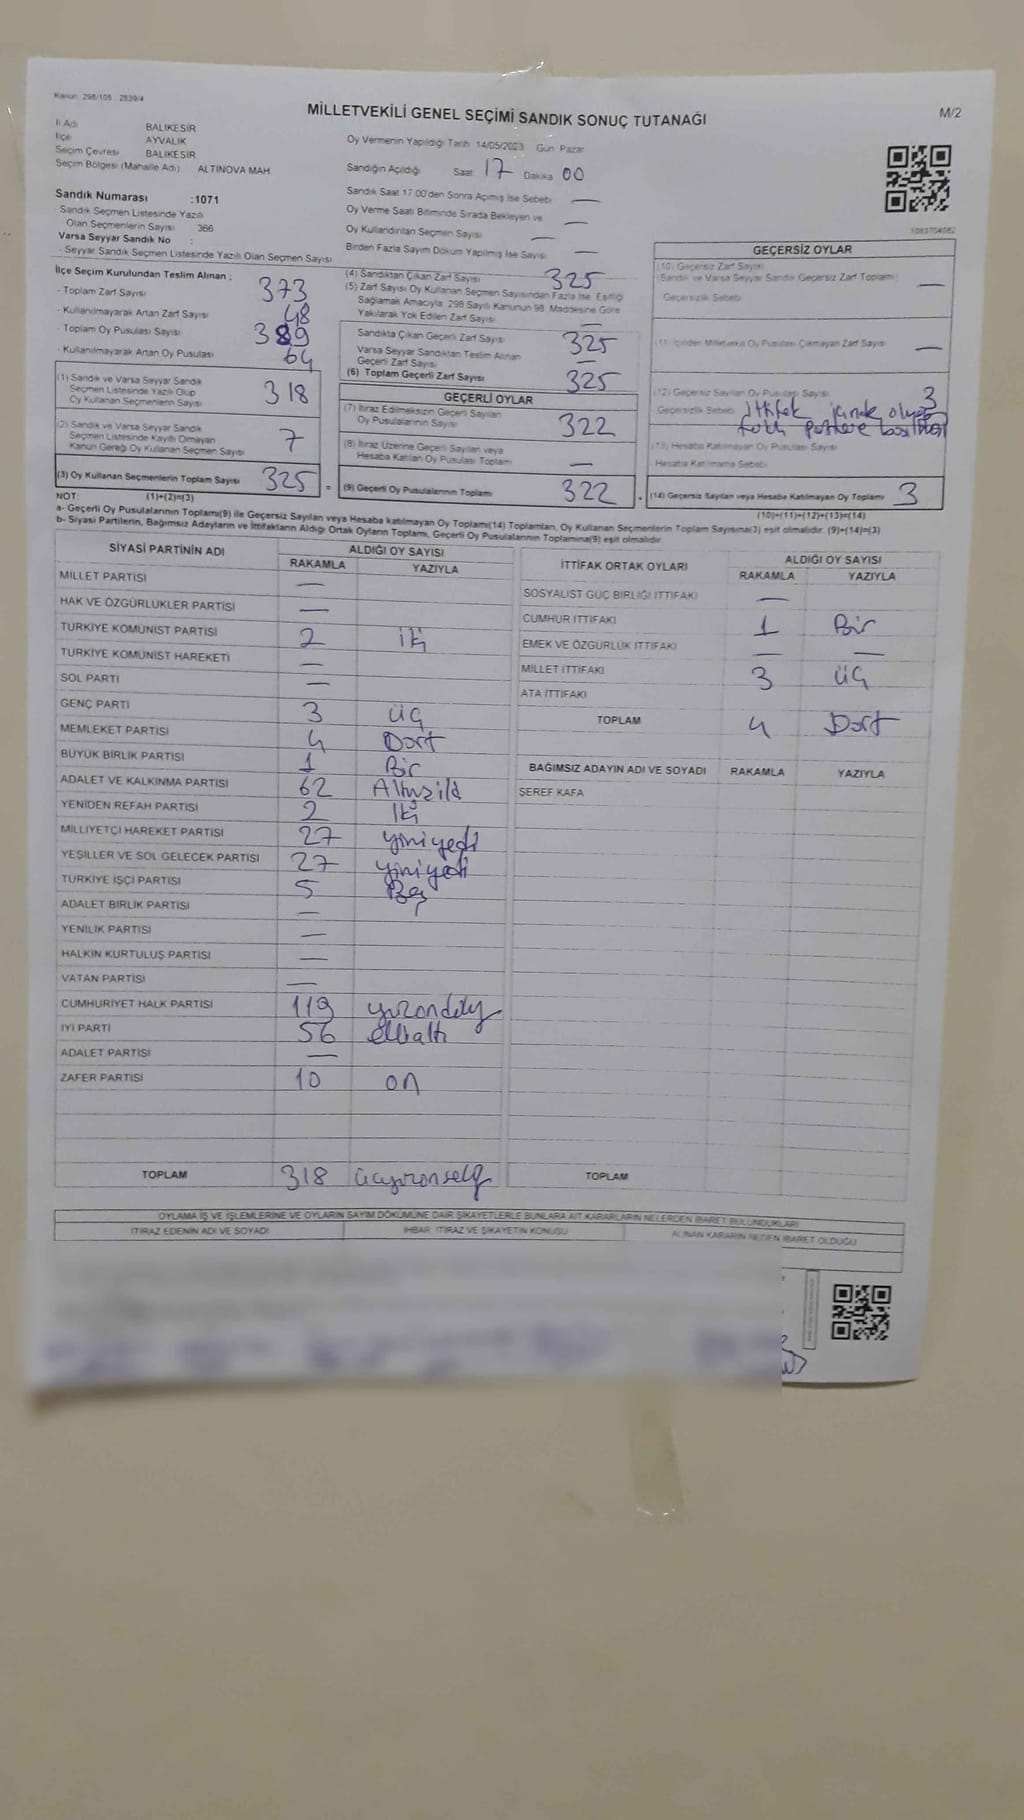 Kanun: 298/105 , 2839/4
MİLLETVEKİLİ GENEL SEÇİMİ SANDIK SONUÇ TUTANAĞI
M/2
İl Adı BALIKESİR
İlçe AYVALIK
Seçim Çevresi BALIKESİR
Seçim Bölgesi (Mahalle Adı) ALTINOVA MAH
Sandık Numarası :1071
Sandık Seçmen Listesinde Yazılı
Olan Seçmenlerin Sayısı 366
Varsa Seyyar Sandık No :
Seyyar Sandık Seçmen Listesinde Yazılı Olan Seçmen Sayısı
Oy Vermenin Yapıldığı Tarih 14/05/2023 Gün Pazar
Sandığın Açıldığı Saat 17 Dakika 00
Sandık Saat 17:00'den Sonra Açılmış İse Sebebi —
Oy Verme Saati Bitiminde Sırada Bekleyen ve —
Oy Kullandırılan Seçmen Sayısı —
Birden Fazla Sayım Döküm Yapılmış İse Sayısı —
İlçe Seçim Kurulundan Teslim Alınan ;
- Toplam Zarf Sayısı 373
- Kullanılmayarak Artan Zarf Sayısı 48
- Toplam Oy Pusulası Sayısı 389
- Kullanılmayarak Artan Oy Pusulası 64
(1) Sandık ve Varsa Seyyar Sandık
Seçmen Listesinde Yazılı Olup
Oy Kullanan Seçmenlerin Sayısı 318
(2) Sandık ve Varsa Seyyar Sandık
Seçmen Listesinde Kayıtlı Olmayan
Kanun Gereği Oy Kullanan Seçmen Sayısı 7
(3) Oy Kullanan Seçmenlerin Toplam Sayısı 325 =
(4) Sandıktan Çıkan Zarf Sayısı 325
(5) Zarf Sayısı Oy Kullanan Seçmen Sayısından Fazla İse, Eşitliği
Sağlamak Amacıyla, 298 Sayılı Kanunun 98. Maddesine Göre
Yakılarak Yok Edilen Zarf Sayısı —
Sandıkta Çıkan Geçerli Zarf Sayısı 325
Varsa Seyyar Sandıktan Teslim Alınan
Geçerli Zarf Sayısı —
(6) Toplam Geçerli Zarf Sayısı 325
GEÇERLİ OYLAR
(7) İtiraz Edilmeksizin Geçerli Sayılan
Oy Pusulalarının Sayısı 322
(8) İtiraz Üzerine Geçerli Sayılan veya
Hesaba Katılan Oy Pusulası Toplamı —
(9) Geçerli Oy Pusulalarının Toplamı 322 +
1083704082
GEÇERSİZ OYLAR
(10) Geçersiz Zarf Sayısı
(Sandık ve Varsa Seyyar Sandık Geçersiz Zarf Toplamı) —
Geçersizlik Sebebi
(11) İçinden Milletvekili Oy Pusulası Çıkmayan Zarf Sayısı —
(12) Geçersiz Sayılan Oy Pusulası Sayısı 3
Geçersizlik Sebebi
(13) Hesaba Katılmayan Oy Pusulası Sayısı
Hesaba Katılmama Sebebi
(14) Geçersiz Sayılan veya Hesaba Katılmayan Oy Toplamı 3
NOT: (1)+(2)=(3)
(10)+(11)+(12)+(13)=(14)
a- Geçerli Oy Pusulalarının Toplamı(9) ile Geçersiz Sayılan veya Hesaba katılmayan Oy Toplamı(14) Toplamları, Oy Kullanan Seçmenlerin Toplam Sayısına(3) eşit olmalıdır. (9)+(14)=(3)
b- Siyasi Partilerin, Bağımsız Adayların ve İttifakların Aldığı Ortak Oyların Toplamı, Geçerli Oy Pusulalarının Toplamına(9) eşit olmalıdır.
SİYASİ PARTİNİN ADI ALDIĞI OY SAYISI
RAKAMLA YAZIYLA
MİLLET PARTİSİ —
HAK VE ÖZGÜRLÜKLER PARTİSİ —
TÜRKİYE KOMÜNİST PARTİSİ 2 iki
TÜRKİYE KOMÜNİST HAREKETİ —
SOL PARTİ —
GENÇ PARTİ 3 üç
MEMLEKET PARTİSİ 4 Dört
BÜYÜK BİRLİK PARTİSİ 1 Bir
ADALET VE KALKINMA PARTİSİ 62
YENİDEN REFAH PARTİSİ 2 İki
MİLLİYETÇİ HAREKET PARTİSİ 27 yirmiyedi
YEŞİLLER VE SOL GELECEK PARTİSİ 27 yirmiyedi
TÜRKİYE İŞÇİ PARTİSİ 5 Beş
ADALET BİRLİK PARTİSİ —
YENİLİK PARTİSİ —
HALKIN KURTULUŞ PARTİSİ —
VATAN PARTİSİ —
CUMHURİYET HALK PARTİSİ 119
İYİ PARTİ 56 ellialtı
ADALET PARTİSİ —
ZAFER PARTİSİ 10 on
TOPLAM 318
İTTİFAK ORTAK OYLARI ALDIĞI OY SAYISI
RAKAMLA YAZIYLA
SOSYALİST GÜÇ BİRLİĞİ İTTİFAKI —
CUMHUR İTTİFAKI 1 Bir
EMEK VE ÖZGÜRLÜK İTTİFAKI — —
MİLLET İTTİFAKI 3 üç
ATA İTTİFAKI
TOPLAM 4 Dört
BAĞIMSIZ ADAYIN ADI VE SOYADI RAKAMLA YAZIYLA
ŞEREF KAFA
TOPLAM
OYLAMA İŞ VE İŞLEMLERİNE VE OYLARIN SAYIM DÖKÜMÜNE DAİR ŞİKAYETLERLE BUNLARA AİT KARARLARIN NELERDEN İBARET BULUNDUKLARI
İTİRAZ EDENİN ADI VE SOYADI İHBAR, İTİRAZ VE ŞİKAYETİN KONUSU ALINAN KARARIN NEDEN İBARET OLDUĞU